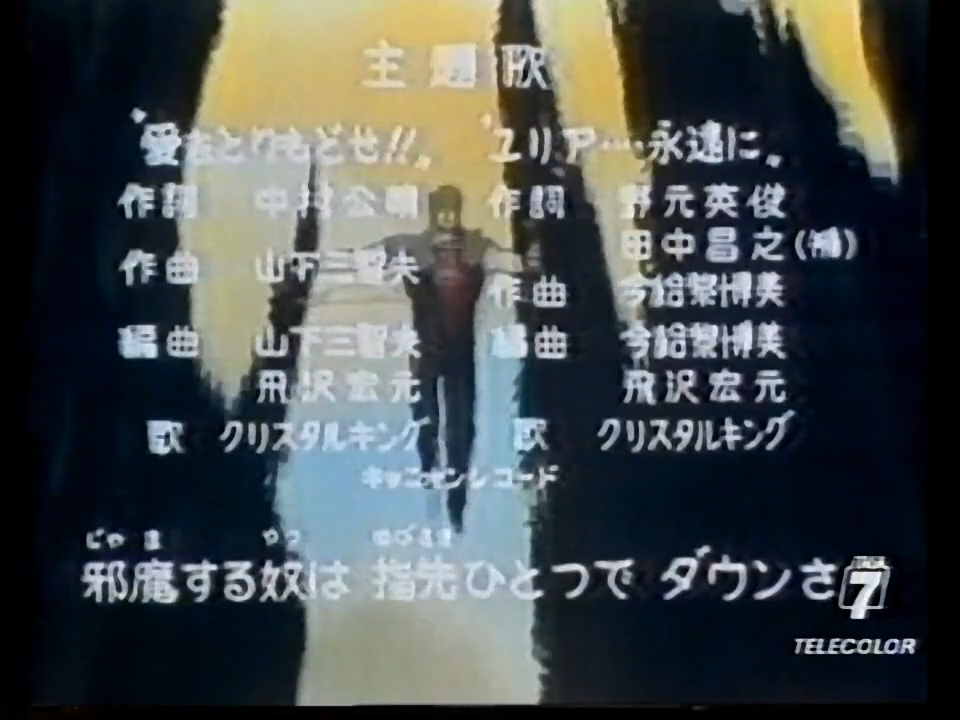 主題歌
“愛をとりもどせ!!„ “ユリア…永遠に„
作詞 中村公晴 作詞 野元英俊
田中昌之(補)
作曲 山下三智夫 作曲 今給黎博美
編曲 山下三智夫 編曲 今給黎博美
飛沢宏元 飛沢宏元
歌 クリスタルキング 歌 クリスタルキング
キャニオンレコード
じゃ ま やつ ゆびさき
邪魔する奴は 指先ひとつで ダウンさ
7
TELECOLOR